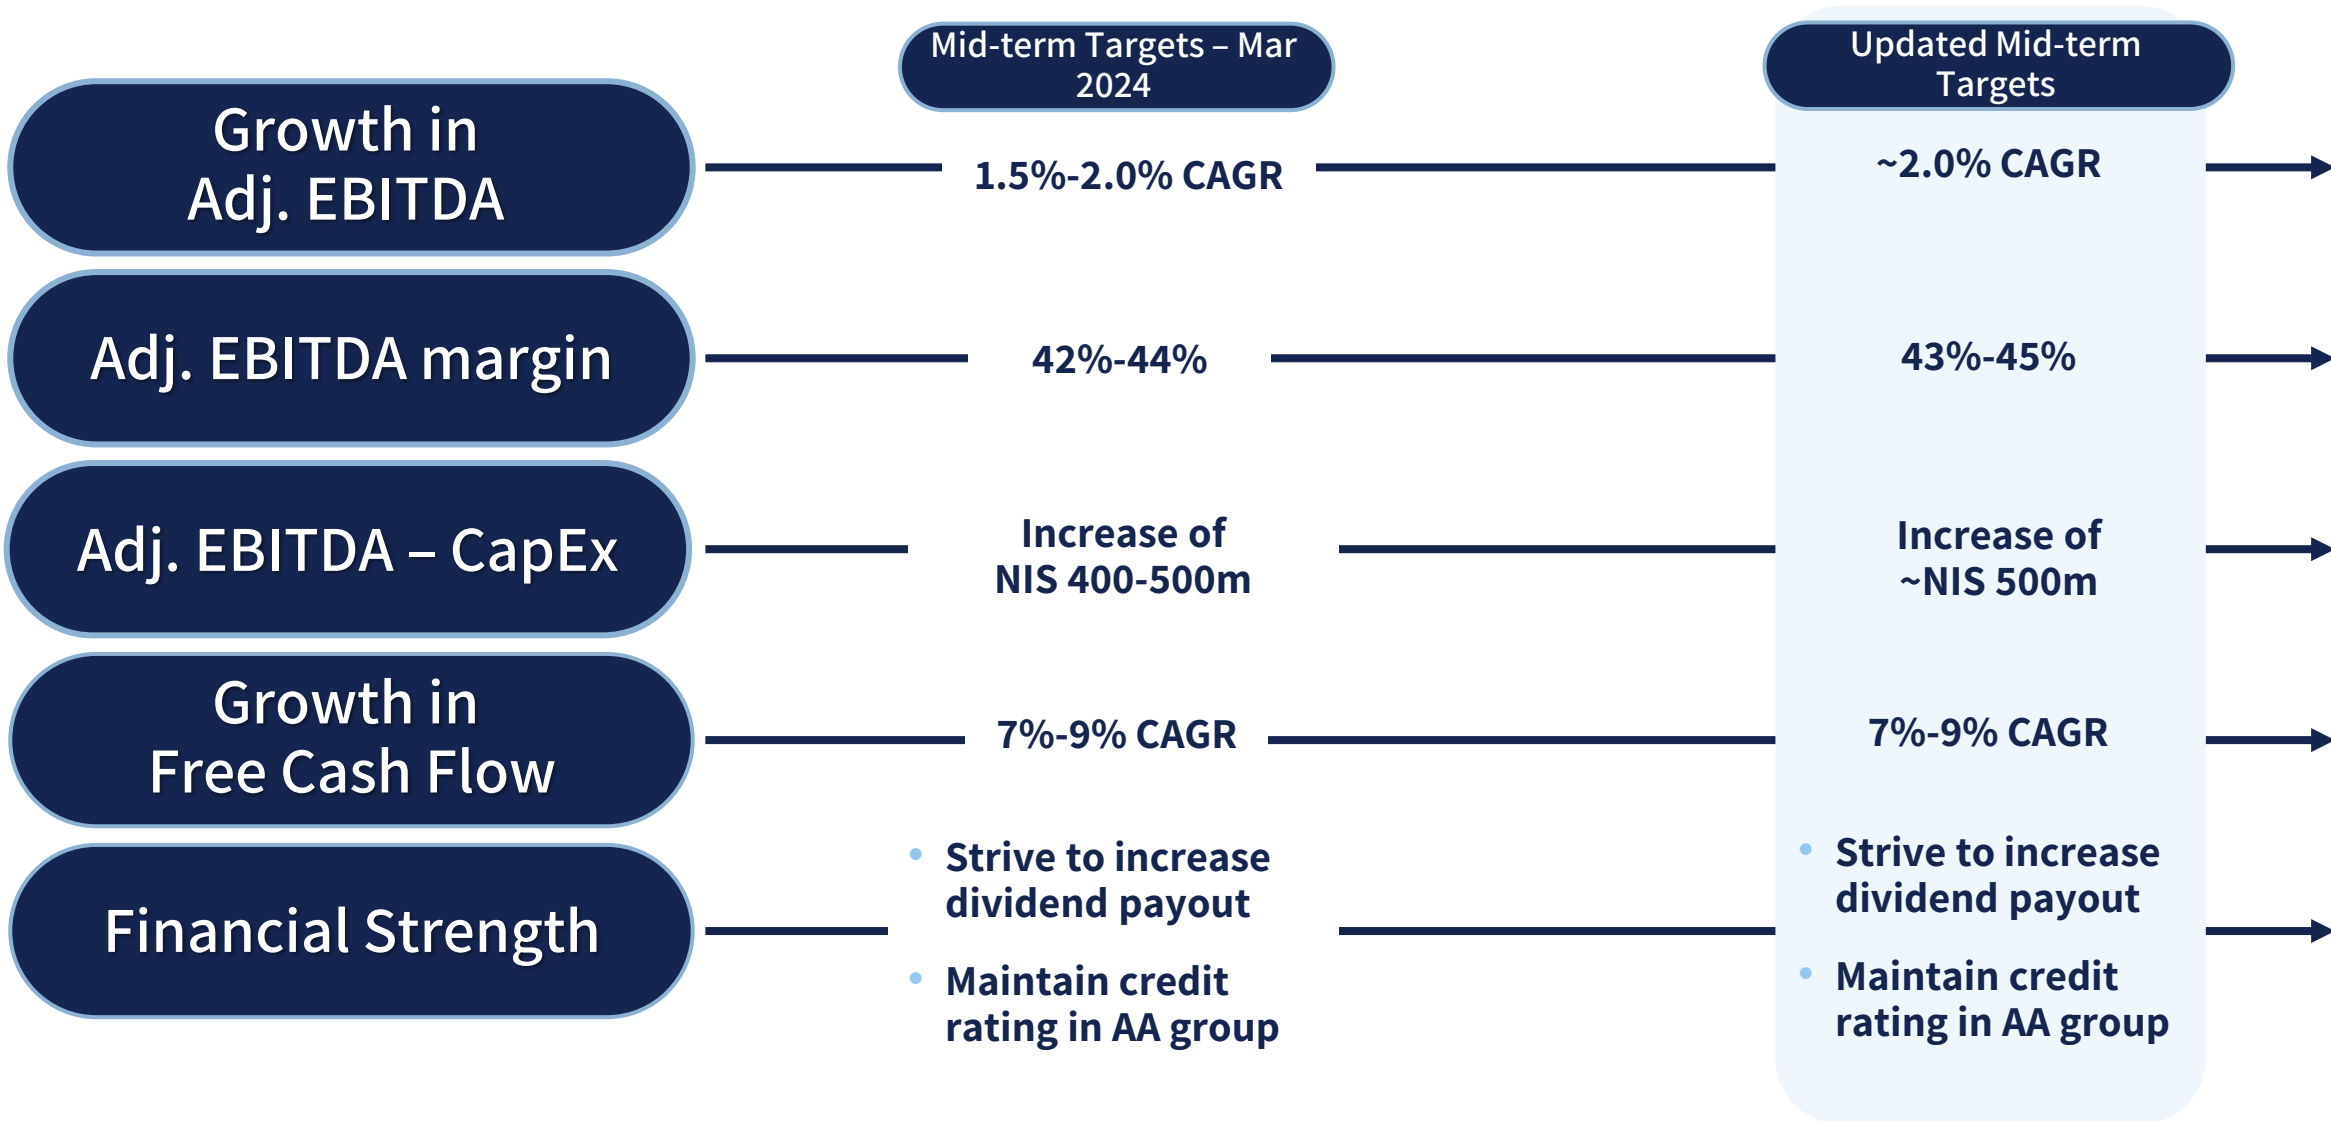 Mid-term Targets – Mar
2024
Updated Mid-term
Targets
Growth in
Adj. EBITDA
1.5%-2.0% CAGR
~2.0% CAGR
Adj. EBITDA margin
42%-44%
43%-45%
Adj. EBITDA – CapEx
Increase of
NIS 400-500m
Increase of
~NIS 500m
Growth in
Free Cash Flow
7%-9% CAGR
7%-9% CAGR
Financial Strength
• Strive to increase
dividend payout
• Maintain credit
rating in AA group
• Strive to increase
dividend payout
• Maintain credit
rating in AA group